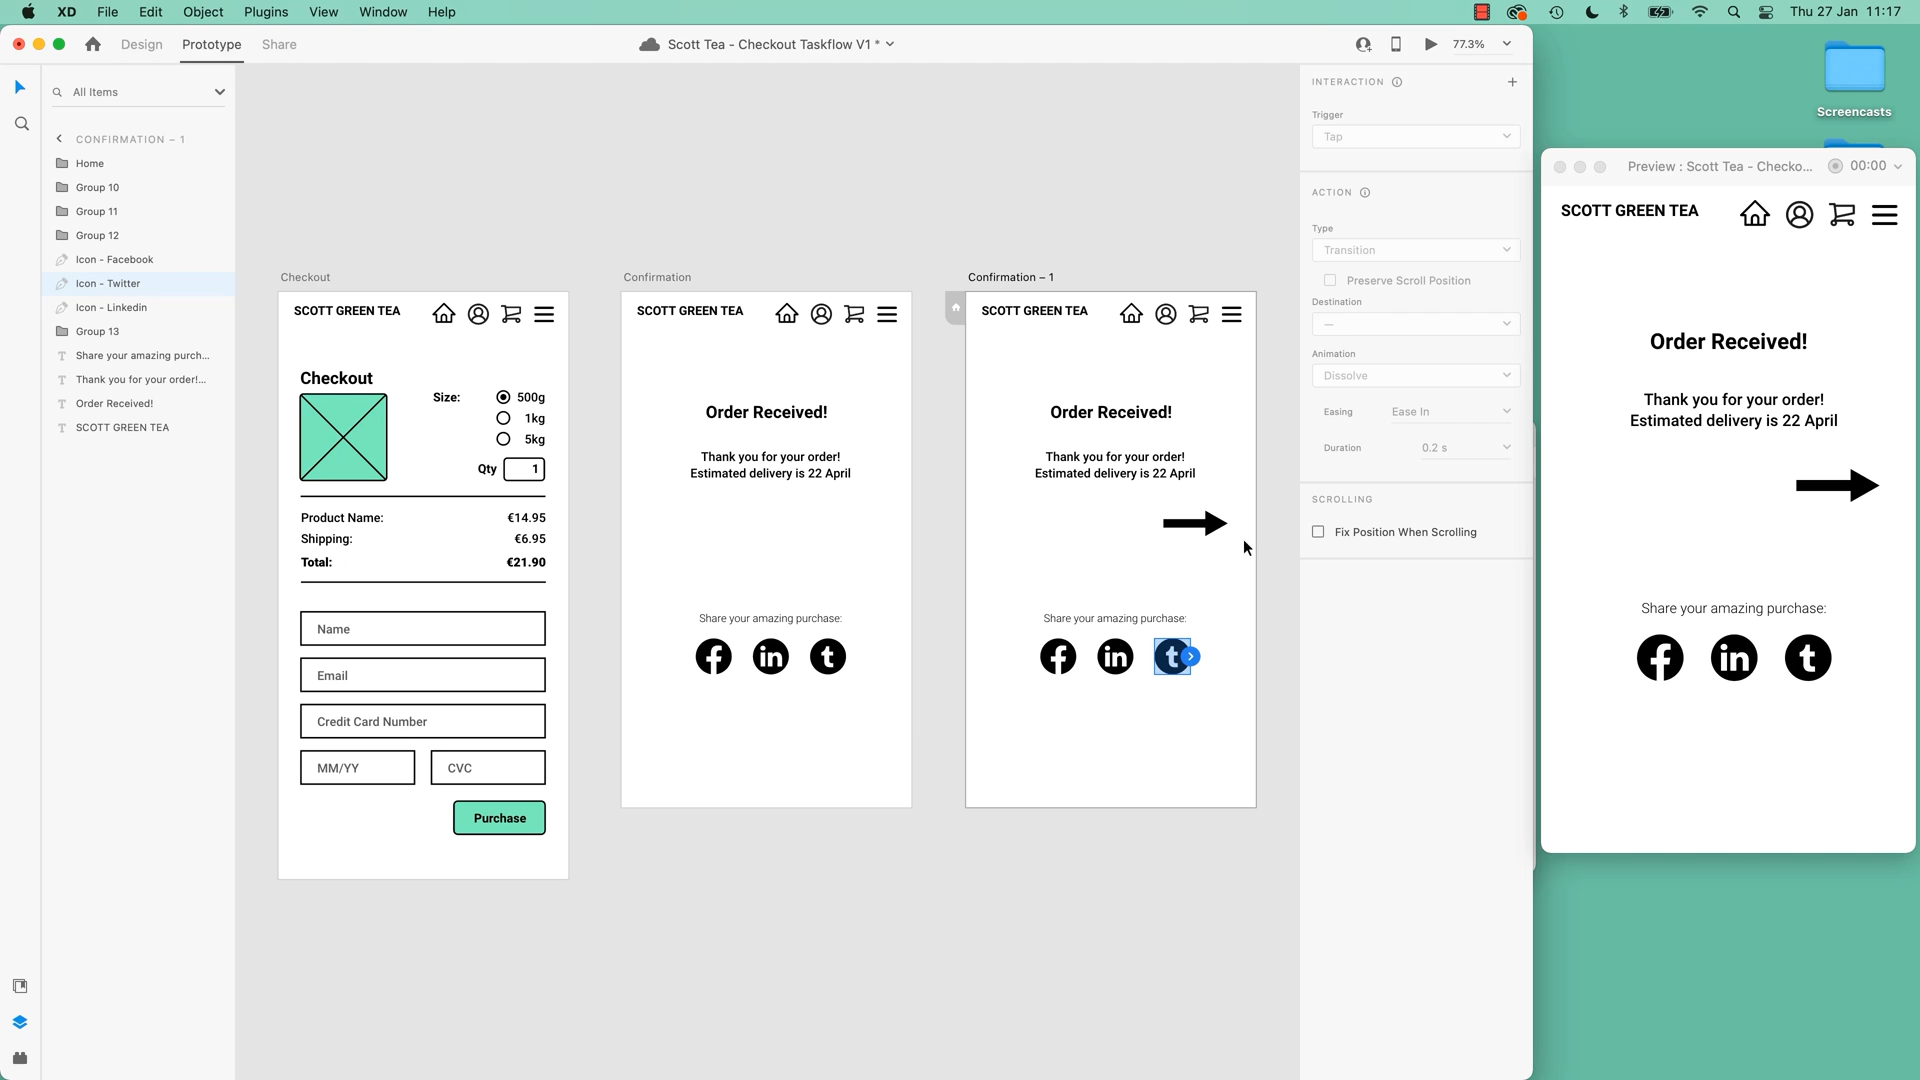 XD File Edit Object Plugins View Window Help
Thu 27 Jan 11:17
Design Prototype Share
Scott Tea - Checkout Taskflow V1 *
77.3%
Screencasts
All Items
CONFIRMATION – 1
Home
Group 10
Group 11
Group 12
Icon - Facebook
Icon - Twitter
Icon - Linkedin
Group 13
Share your amazing purch...
Thank you for your order!...
Order Received!
SCOTT GREEN TEA
Checkout
SCOTT GREEN TEA
Checkout
Size: 500g
1kg
5kg
Qty 1
Product Name: €14.95
Shipping: €6.95
Total: €21.90
Name
Email
Credit Card Number
MM/YY CVC
Purchase
Confirmation
SCOTT GREEN TEA
Order Received!
Thank you for your order!
Estimated delivery is 22 April
Share your amazing purchase:
f in t
Confirmation – 1
SCOTT GREEN TEA
Order Received!
Thank you for your order!
Estimated delivery is 22 April
Share your amazing purchase:
f in t
INTERACTION
Trigger
Tap
ACTION
Type
Transition
Preserve Scroll Position
Destination
—
Animation
Dissolve
Easing Ease In
Duration 0.2 s
SCROLLING
Fix Position When Scrolling
Preview : Scott Tea - Checko... 00:00
SCOTT GREEN TEA
Order Received!
Thank you for your order!
Estimated delivery is 22 April
Share your amazing purchase:
f in t